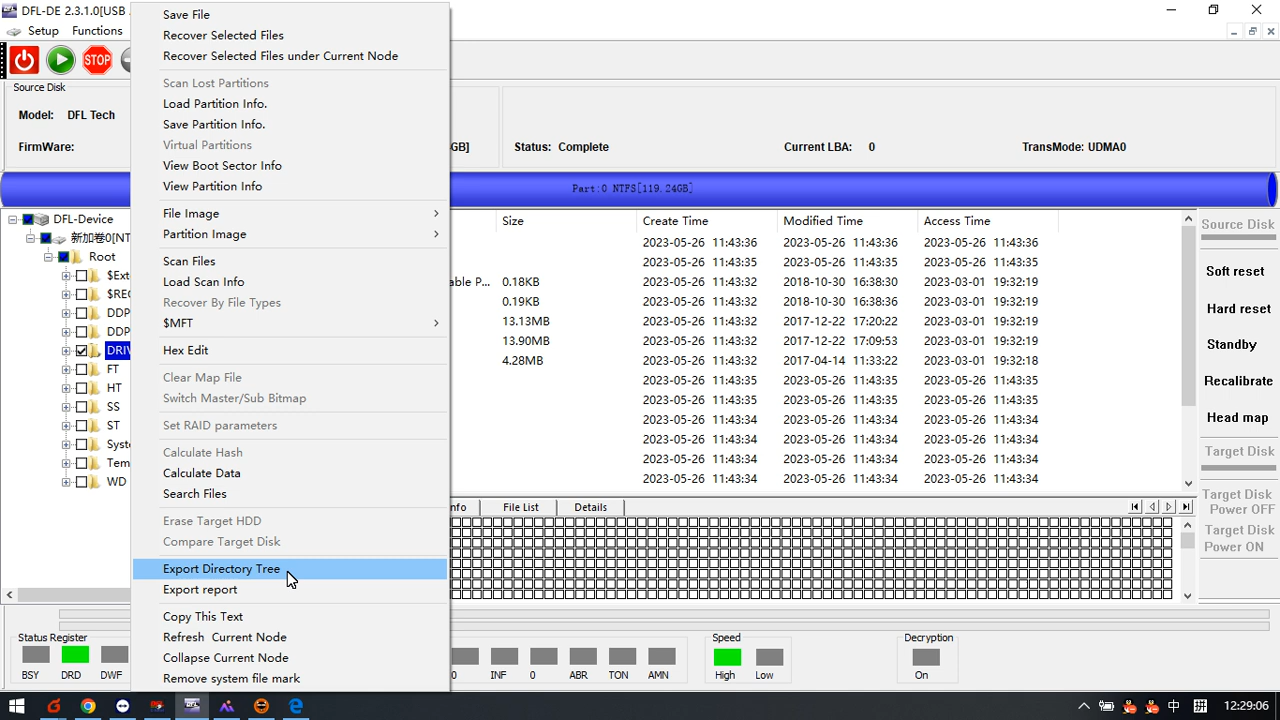 DFL-DE 2.3.1.0[USB
Setup Functions
STOP
Source Disk
Model: DFL Tech
FirmWare:
GB]
Status: Complete
Current LBA: 0
TransMode: UDMA0
Part:0 NTFS[119.24GB]
DFL-Device
新加卷0[NT
Root
$Exte
$REC
DDP
DDP
DRIV
FT
HT
SS
ST
Syste
Temp
WD
Save File
Recover Selected Files
Recover Selected Files under Current Node
Scan Lost Partitions
Load Partition Info.
Save Partition Info.
Virtual Partitions
View Boot Sector Info
View Partition Info
File Image
Partition Image
Scan Files
Load Scan Info
Recover By File Types
$MFT
Hex Edit
Clear Map File
Switch Master/Sub Bitmap
Set RAID parameters
Calculate Hash
Calculate Data
Search Files
Erase Target HDD
Compare Target Disk
Export Directory Tree
Export report
Copy This Text
Refresh Current Node
Collapse Current Node
Remove system file mark
Size Create Time Modified Time Access Time
2023-05-26 11:43:36 2023-05-26 11:43:36 2023-05-26 11:43:36
2023-05-26 11:43:35 2023-05-26 11:43:35 2023-05-26 11:43:35
able P... 0.18KB 2023-05-26 11:43:32 2018-10-30 16:38:30 2023-03-01 19:32:19
0.19KB 2023-05-26 11:43:32 2018-10-30 16:38:36 2023-03-01 19:32:19
13.13MB 2023-05-26 11:43:32 2017-12-22 17:20:22 2023-03-01 19:32:19
13.90MB 2023-05-26 11:43:32 2017-12-22 17:09:53 2023-03-01 19:32:19
4.28MB 2023-05-26 11:43:32 2017-04-14 11:33:22 2023-03-01 19:32:18
2023-05-26 11:43:35 2023-05-26 11:43:35 2023-05-26 11:43:35
2023-05-26 11:43:35 2023-05-26 11:43:35 2023-05-26 11:43:35
2023-05-26 11:43:34 2023-05-26 11:43:34 2023-05-26 11:43:34
2023-05-26 11:43:34 2023-05-26 11:43:34 2023-05-26 11:43:34
2023-05-26 11:43:34 2023-05-26 11:43:34 2023-05-26 11:43:34
2023-05-26 11:43:34 2023-05-26 11:43:34 2023-05-26 11:43:34
nfo File List Details
Source Disk
Soft reset
Hard reset
Standby
Recalibrate
Head map
Target Disk
Target Disk
Power OFF
Target Disk
Power ON
Status Register
BSY DRD DWF
0 INF 0 ABR TON AMN
Speed
High Low
Decryption
On
DFL
中 拼 12:29:06